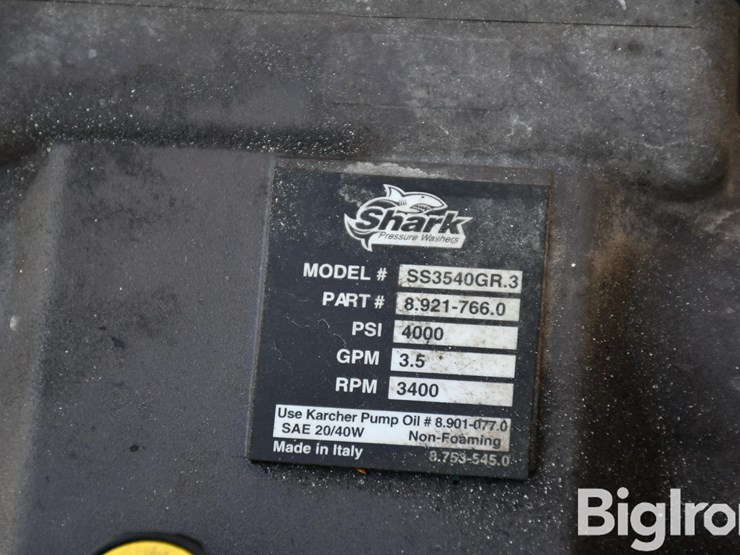 Shark
Pressure Washers
MODEL # SS3540GR.3
PART # 8.921-766.0
PSI 4000
GPM 3.5
RPM 3400
Use Karcher Pump Oil # 8.901-077.0
SAE 20/40W Non-Foaming
Made in Italy 8.753-545.0
BigIron